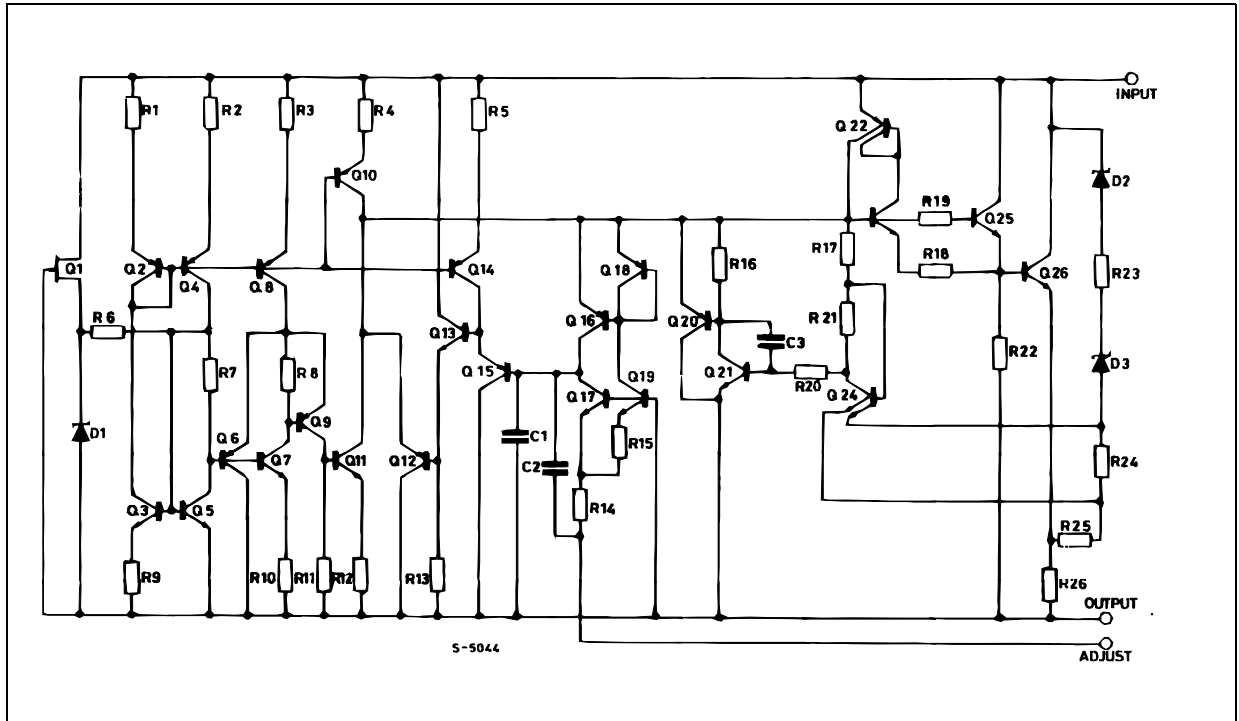 INPUT
R1
R2
R3
R4
R5
Q22
D2
Q10
R19
Q25
R17
R18
Q1
Q2
Q4
Q8
Q14
Q18
R16
Q26
R23
R6
Q13
Q16
Q20
C3
R21
R22
D3
R7
R8
Q15
Q19
Q21
R20
Q24
Q17
D1
Q6
Q9
C1
R15
Q7
Q11
Q12
C2
R24
Q3
Q5
R14
R25
R9
R10
R11
R12
R13
R26
OUTPUT
S-5044
ADJUST